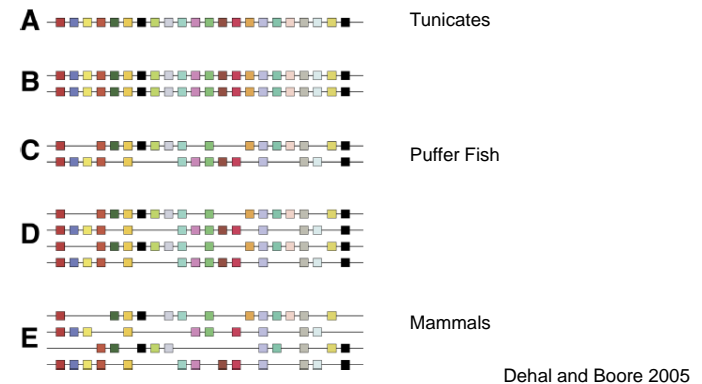 A Tunicates
B
C Puffer Fish
D
E Mammals
Dehal and Boore 2005